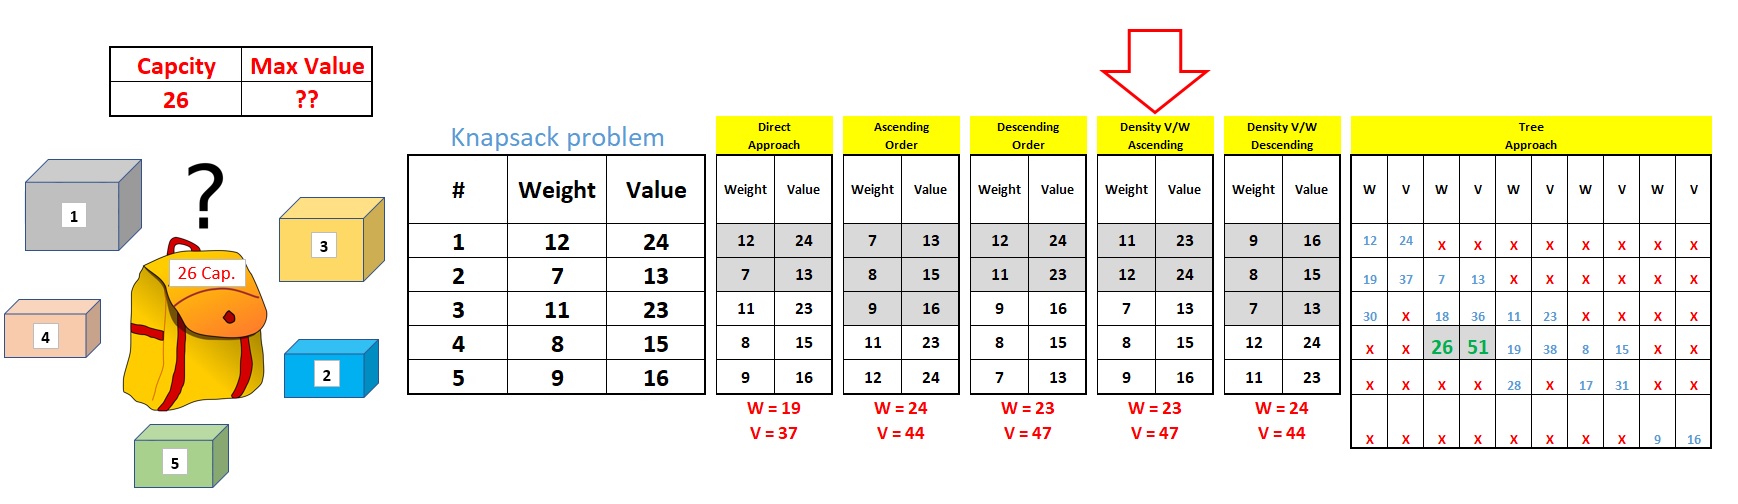 Capcity Max Value
26 ??
1
?
3
26 Cap.
4
2
5
Knapsack problem
# Weight Value
1 12 24
2 7 13
3 11 23
4 8 15
5 9 16
Direct
Approach
Weight Value
12 24
7 13
11 23
8 15
9 16
W = 19
V = 37
Ascending
Order
Weight Value
7 13
8 15
9 16
11 23
12 24
W = 24
V = 44
Descending
Order
Weight Value
12 24
11 23
9 16
8 15
7 13
W = 23
V = 47
Density V/W
Ascending
Weight Value
11 23
12 24
7 13
8 15
9 16
W = 23
V = 47
Density V/W
Descending
Weight Value
9 16
8 15
7 13
12 24
11 23
W = 24
V = 44
Tree
Approach
W V W V W V W V W V
12 24 X X X X X X X X
19 37 7 13 X X X X X X
30 X 18 36 11 23 X X X X
X X 26 51 19 38 8 15 X X
X X X X 28 X 17 31 X X
X X X X X X X X 9 16